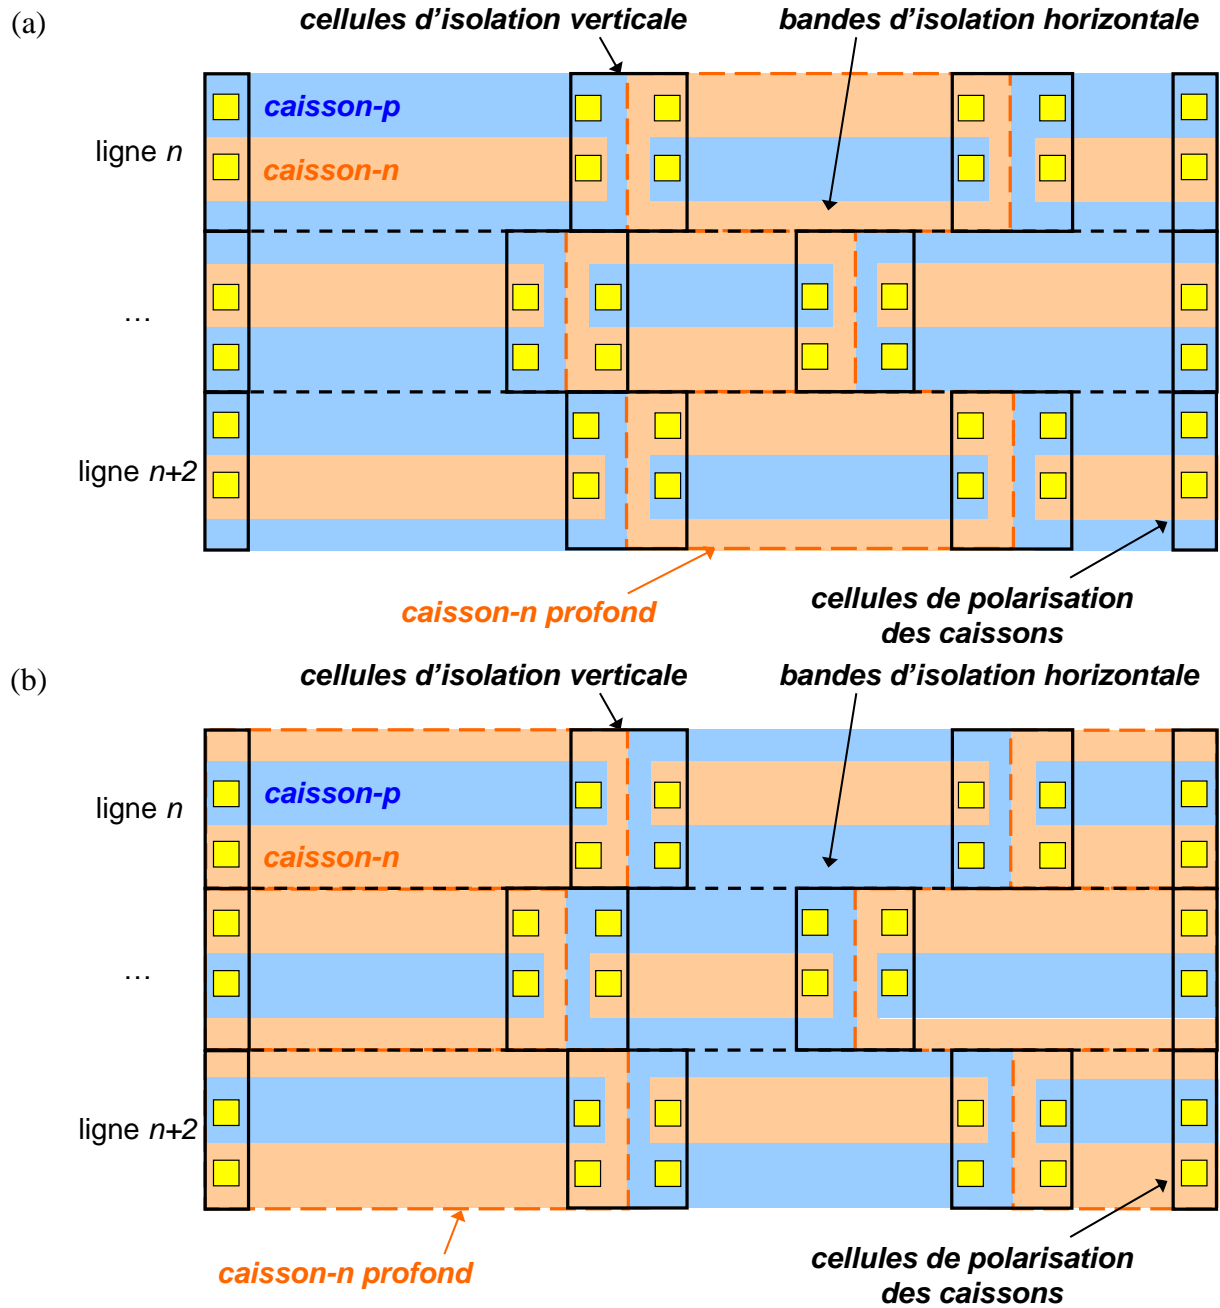 (a)
cellules d'isolation verticale
bandes d'isolation horizontale
caisson-p
ligne n
caisson-n
...
ligne n+2
caisson-n profond
cellules de polarisation
des caissons
(b)
cellules d'isolation verticale
bandes d'isolation horizontale
caisson-p
ligne n
caisson-n
...
ligne n+2
caisson-n profond
cellules de polarisation
des caissons